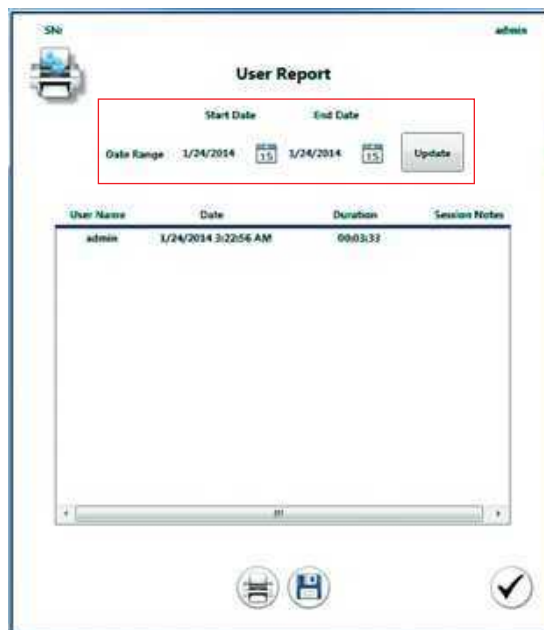 SN: admin
User Report
Start Date End Date
Date Range 1/24/2014 15 1/24/2014 15 Update
User Name Date Duration Session Notes
admin 1/24/2014 3:22:56 AM 00:03:33